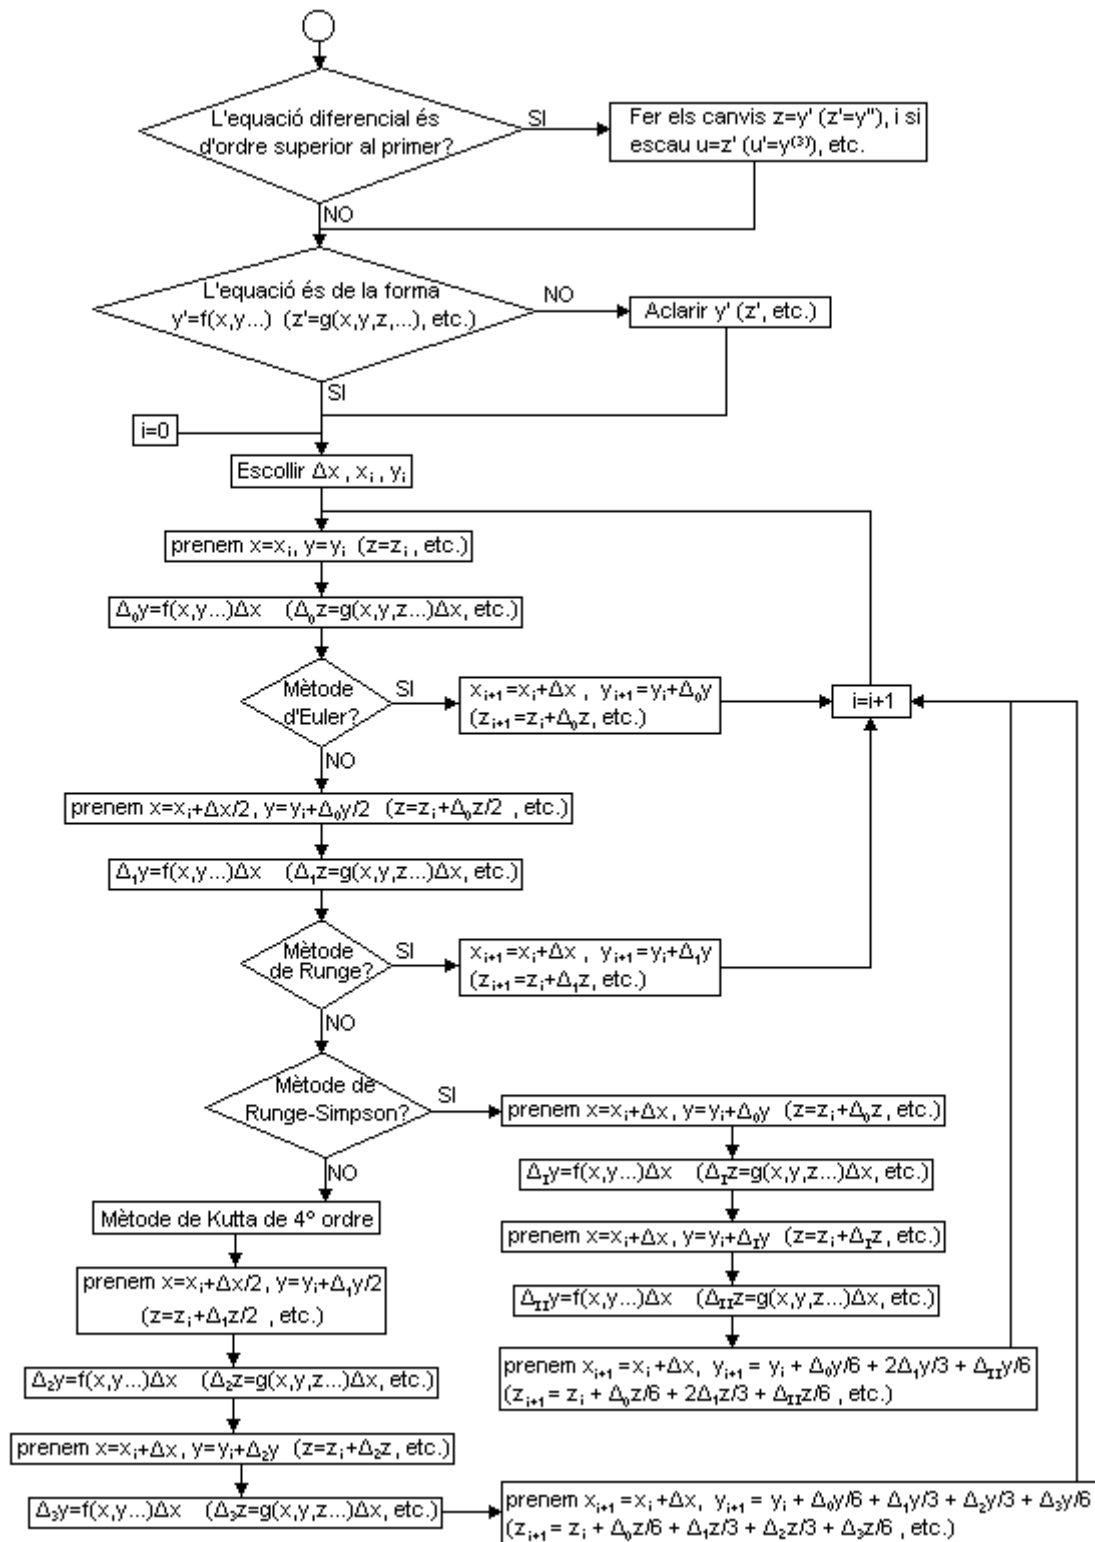 L'equació diferencial és
d'ordre superior al primer?
SI
Fer els canvis z=y' (z'=y''), i si
escau u=z' (u'=y⁽³⁾), etc.
NO
L'equació és de la forma
y'=f(x,y...) (z'=g(x,y,z,...), etc.)
NO
Aclarir y' (z', etc.)
SI
i=0
Escollir Δx , xᵢ , yᵢ
prenem x=xᵢ, y=yᵢ (z=zᵢ , etc.)
Δ₀y=f(x,y...)Δx (Δ₀z=g(x,y,z...)Δx, etc.)
Mètode
d'Euler?
SI
xᵢ₊₁=xᵢ+Δx , yᵢ₊₁=yᵢ+Δ₀y
(zᵢ₊₁=zᵢ+Δ₀z, etc.)
i=i+1
NO
prenem x=xᵢ+Δx/2, y=yᵢ+Δ₀y/2 (z=zᵢ+Δ₀z/2 , etc.)
Δ₁y=f(x,y...)Δx (Δ₁z=g(x,y,z...)Δx, etc.)
Mètode
de Runge?
SI
xᵢ₊₁=xᵢ+Δx , yᵢ₊₁=yᵢ+Δ₁y
(zᵢ₊₁=zᵢ+Δ₁z, etc.)
NO
Mètode de
Runge-Simpson?
SI
prenem x=xᵢ+Δx, y=yᵢ+Δ₀y (z=zᵢ+Δ₀z, etc.)
Δ_Iy=f(x,y...)Δx (Δ_Iz=g(x,y,z...)Δx, etc.)
prenem x=xᵢ+Δx, y=yᵢ+Δ_Iy (z=zᵢ+Δ_Iz, etc.)
Δ_IIy=f(x,y...)Δx (Δ_IIz=g(x,y,z...)Δx, etc.)
prenem xᵢ₊₁=xᵢ+Δx, yᵢ₊₁= yᵢ + Δ₀y/6 + 2Δ₁y/3 + Δ_IIy/6
(zᵢ₊₁= zᵢ + Δ₀z/6 + 2Δ₁z/3 + Δ_IIz/6 , etc.)
NO
Mètode de Kutta de 4º ordre
prenem x=xᵢ+Δx/2, y=yᵢ+Δ₁y/2
(z=zᵢ+Δ₁z/2 , etc.)
Δ₂y=f(x,y...)Δx (Δ₂z=g(x,y,z...)Δx, etc.)
prenem x=xᵢ+Δx, y=yᵢ+Δ₂y (z=zᵢ+Δ₂z, etc.)
Δ₃y=f(x,y...)Δx (Δ₃z=g(x,y,z...)Δx, etc.)
prenem xᵢ₊₁=xᵢ+Δx, yᵢ₊₁= yᵢ + Δ₀y/6 + Δ₁y/3 + Δ₂y/3 + Δ₃y/6
(zᵢ₊₁= zᵢ + Δ₀z/6 + Δ₁z/3 + Δ₂z/3 + Δ₃z/6 , etc.)